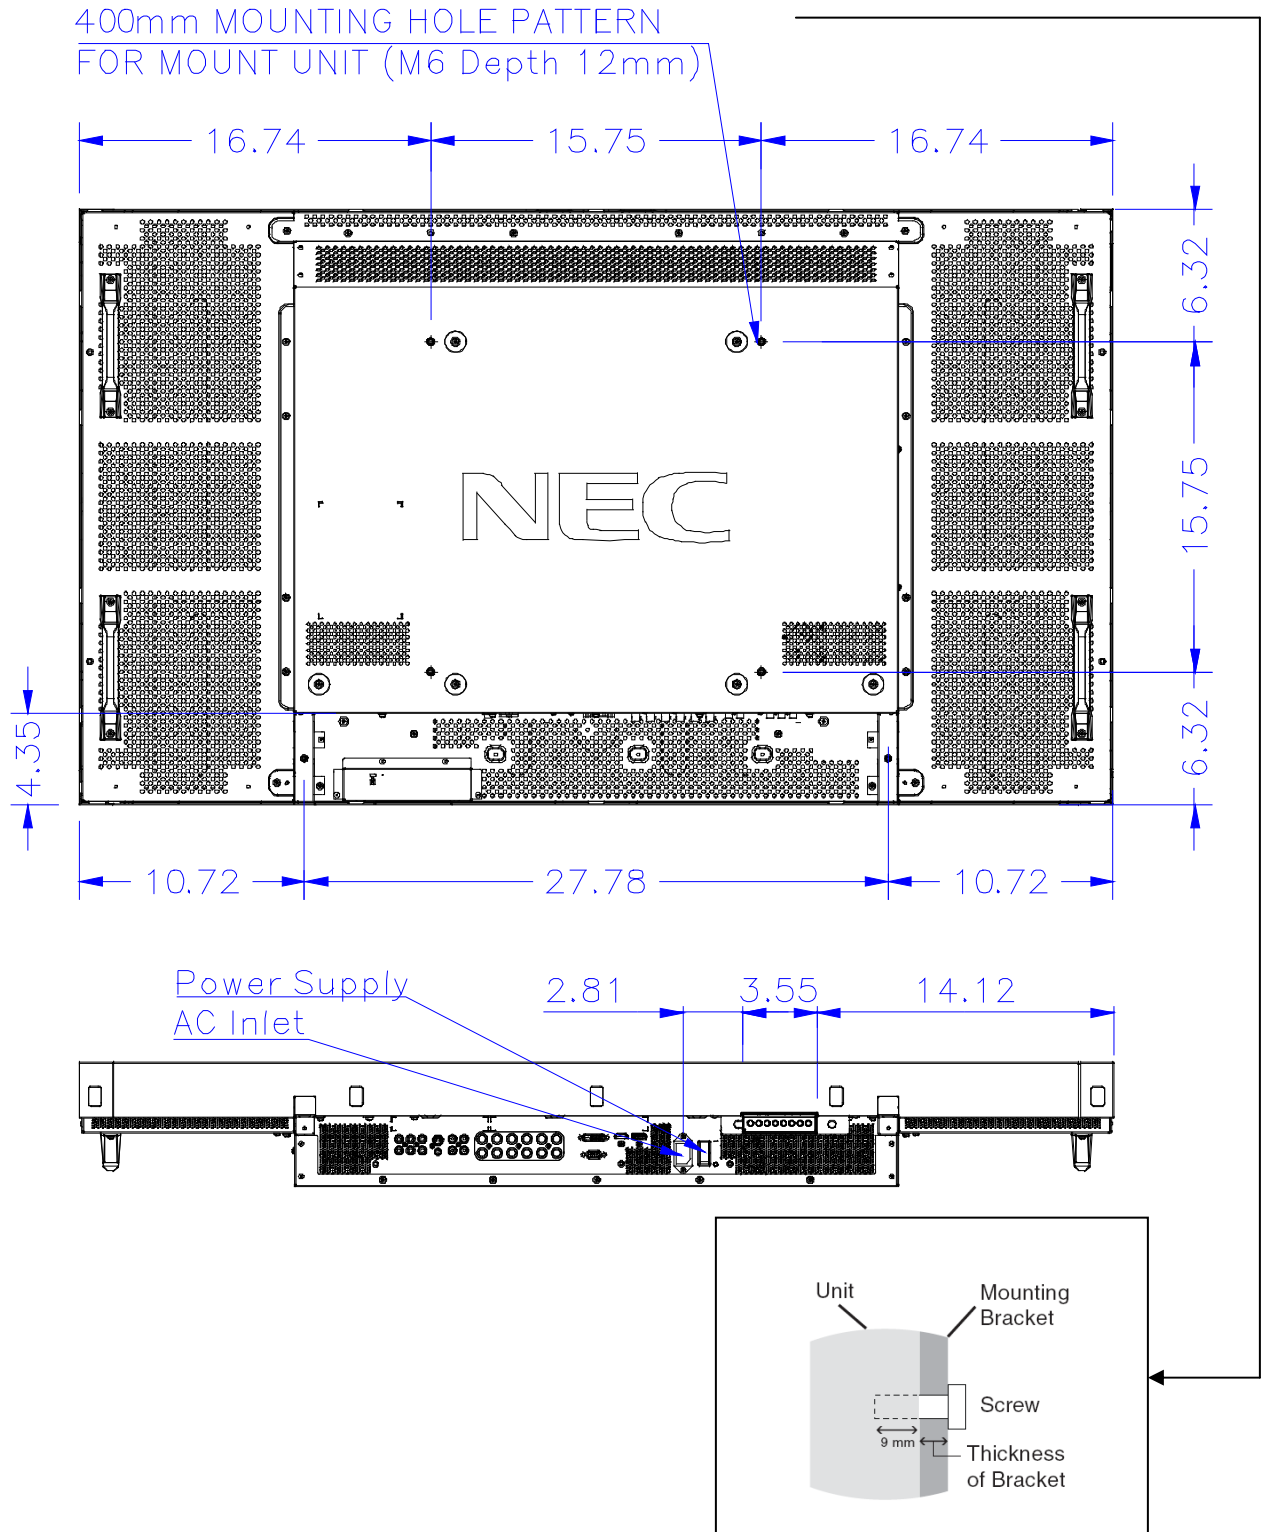 400mm MOUNTING HOLE PATTERN
FOR MOUNT UNIT (M6 Depth 12mm)
16.74
15.75
16.74
6.32
15.75
6.32
NEC
4.35
10.72
27.78
10.72
Power Supply
AC Inlet
2.81
3.55
14.12
Unit
Mounting
Bracket
Screw
9 mm
Thickness
of Bracket